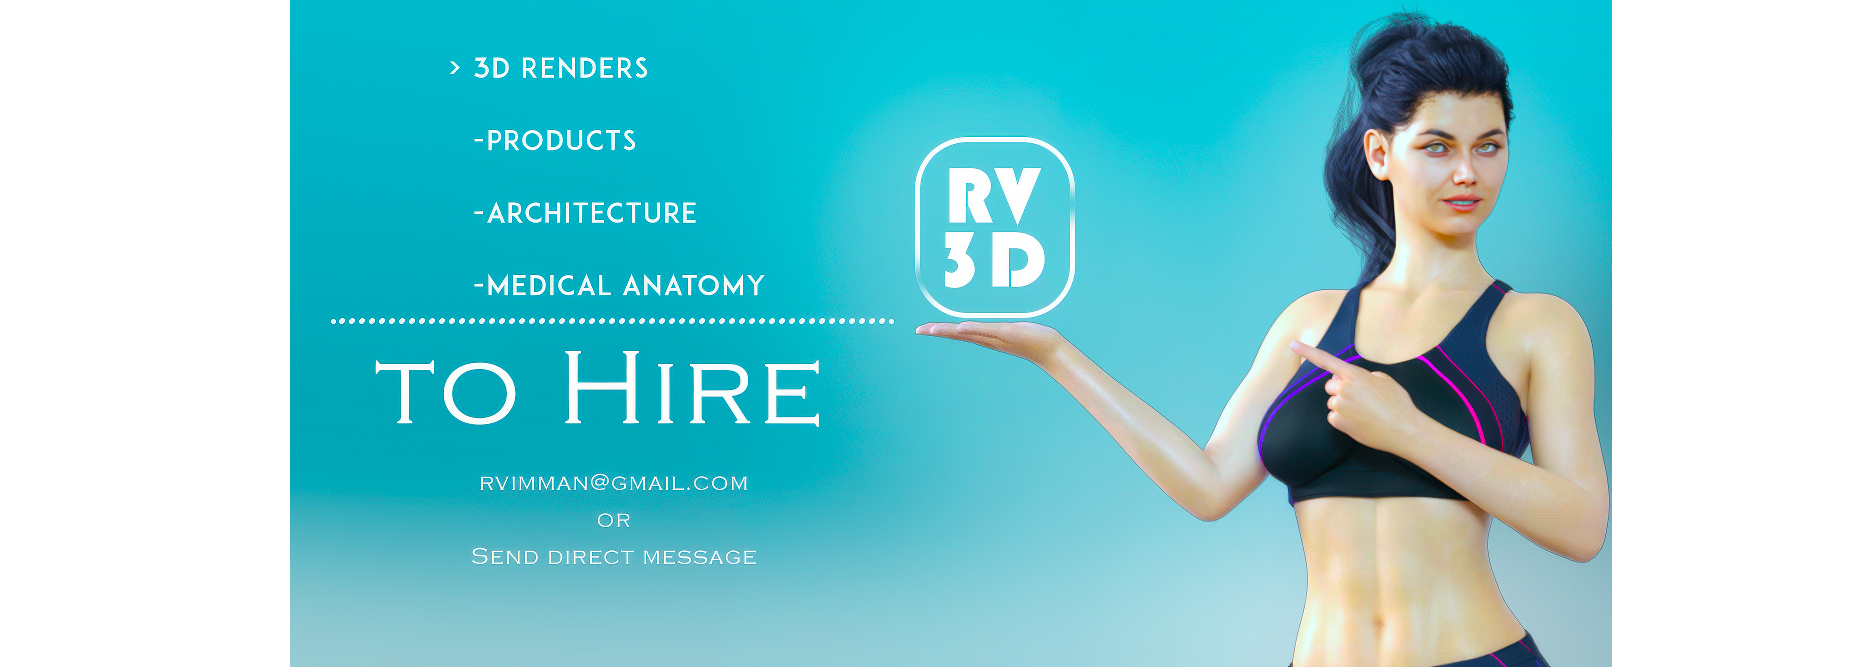 > 3D RENDERS
-PRODUCTS
-ARCHITECTURE
-MEDICAL ANATOMY
TO HIRE
RVIMMAN@GMAIL.COM
OR
SEND DIRECT MESSAGE
RV
3D